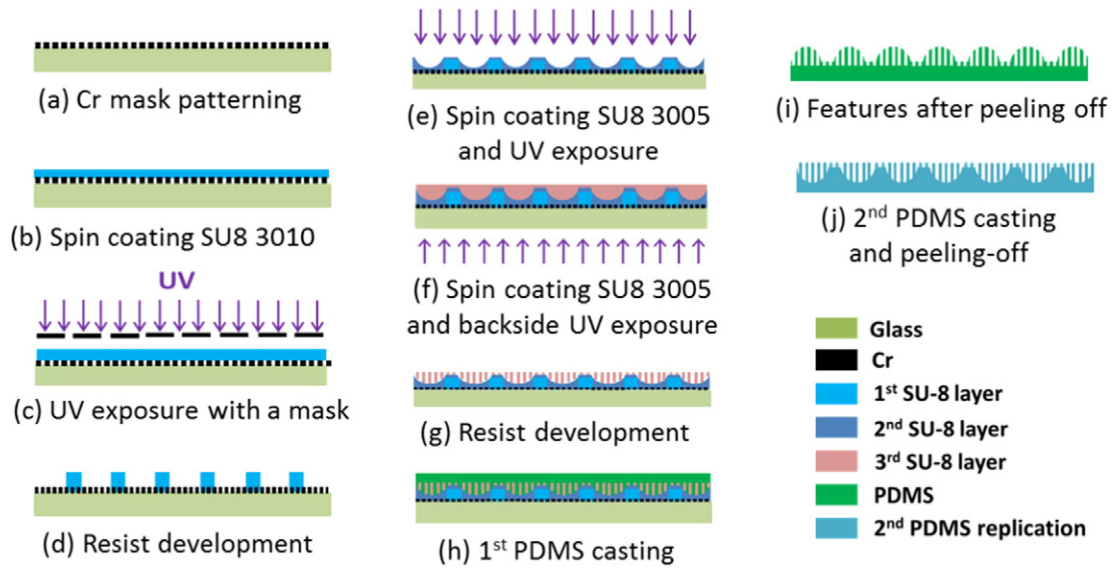 (a) Cr mask patterning
(b) Spin coating SU8 3010
UV
(c) UV exposure with a mask
(d) Resist development
(e) Spin coating SU8 3005
and UV exposure
(f) Spin coating SU8 3005
and backside UV exposure
(g) Resist development
(h) 1st PDMS casting
(i) Features after peeling off
(j) 2nd PDMS casting
and peeling-off
Glass
Cr
1st SU-8 layer
2nd SU-8 layer
3rd SU-8 layer
PDMS
2nd PDMS replication